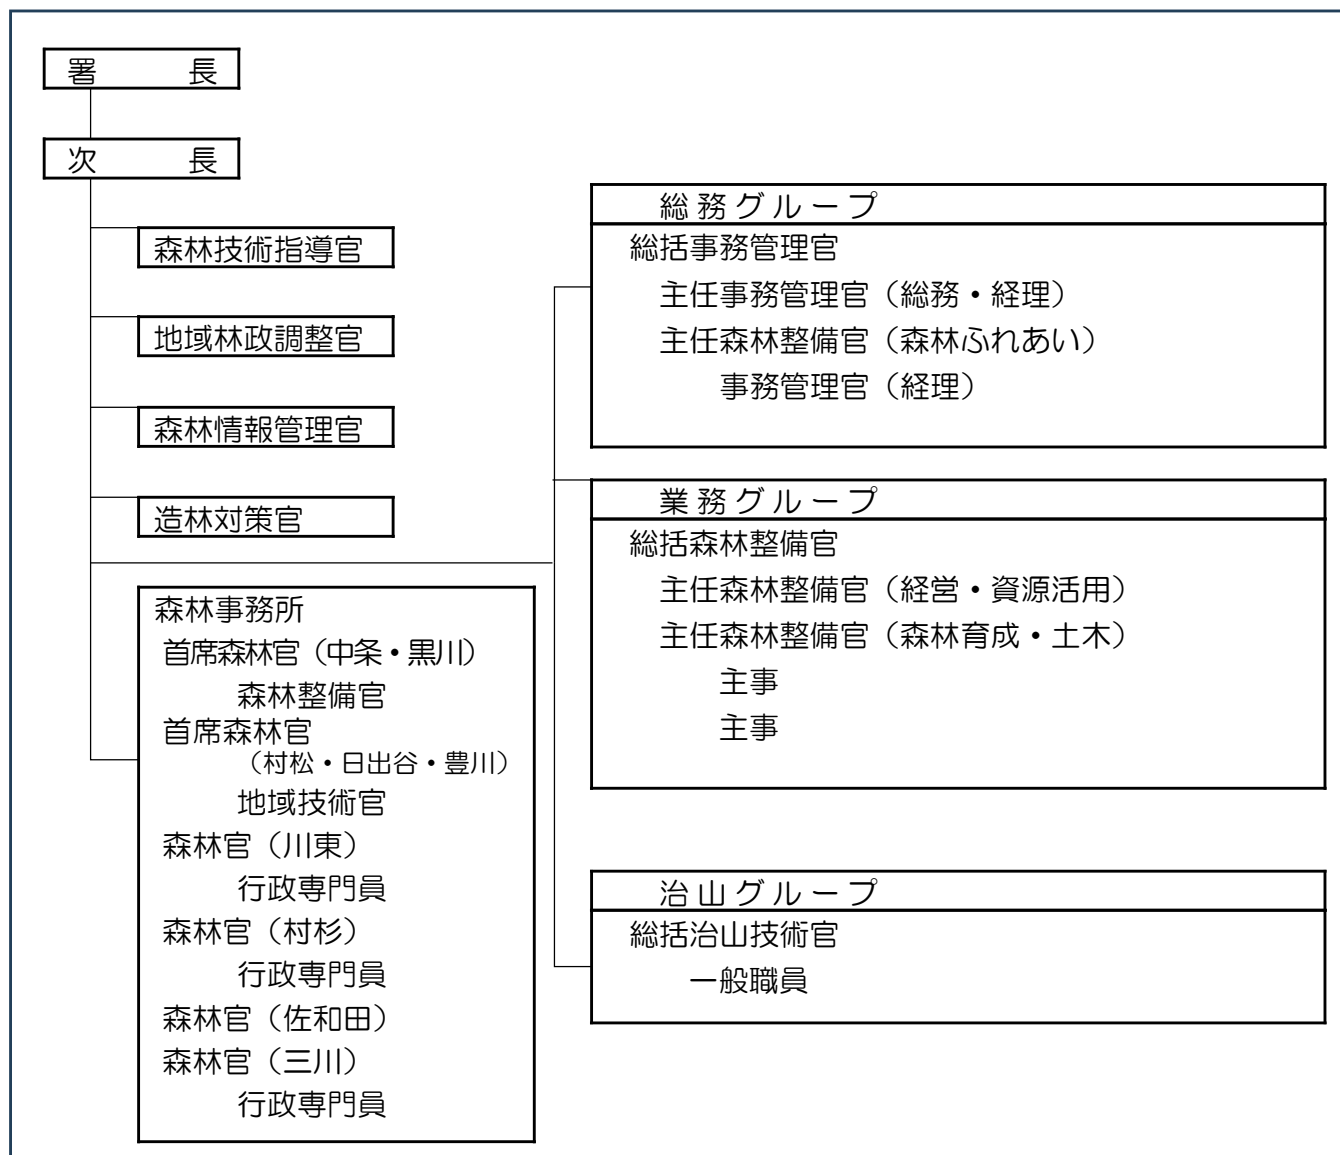 署　　長
次　　長
森林技術指導官
地域林政調整官
森林情報管理官
造林対策官
森林事務所
首席森林官（中条・黒川）
森林整備官
首席森林官
（村松・日出谷・豊川）
地域技術官
森林官（川東）
行政専門員
森林官（村杉）
行政専門員
森林官（佐和田）
森林官（三川）
行政専門員
総務グループ
総括事務管理官
主任事務管理官（総務・経理）
主任森林整備官（森林ふれあい）
事務管理官（経理）
業務グループ
総括森林整備官
主任森林整備官（経営・資源活用）
主任森林整備官（森林育成・土木）
主事
主事
治山グループ
総括治山技術官
一般職員